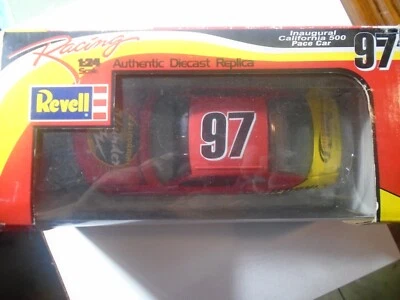 Racing
1:24
Scale
Authentic Diecast Replica
Inaugural
California 500
Pace Car
97
Revell
97